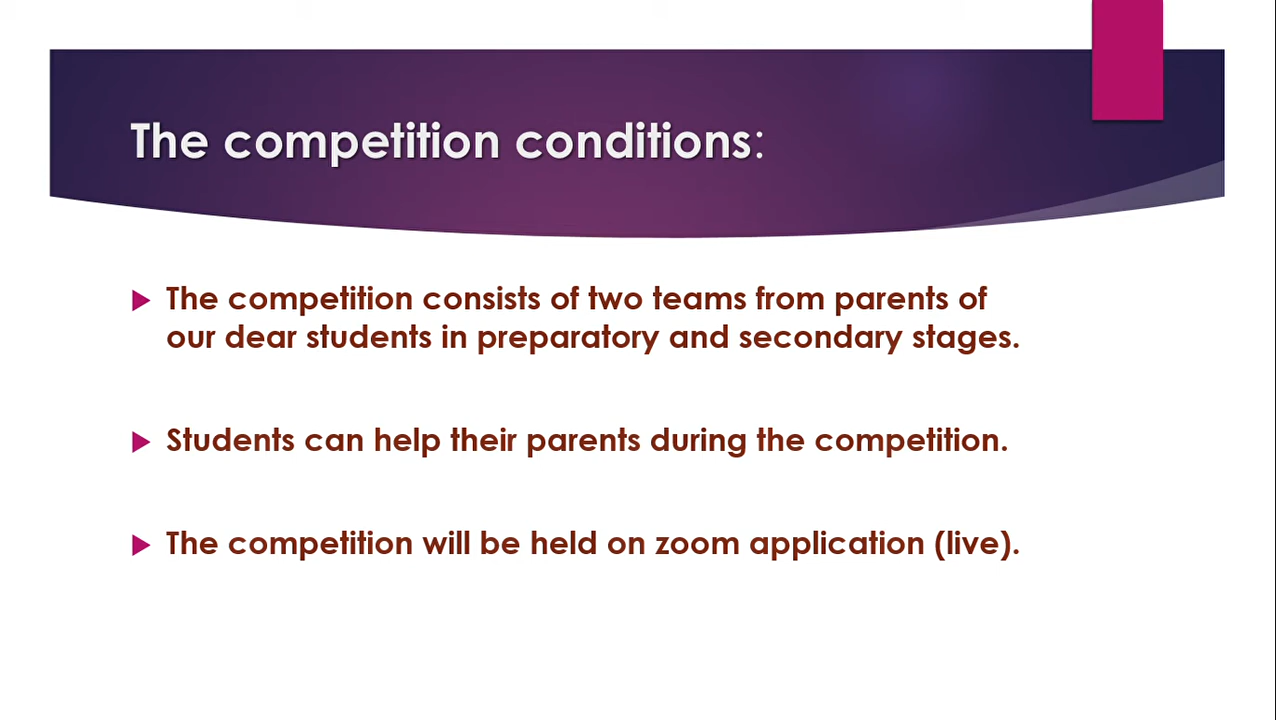 The competition conditions:
The competition consists of two teams from parents of
our dear students in preparatory and secondary stages.
Students can help their parents during the competition.
The competition will be held on zoom application (live).